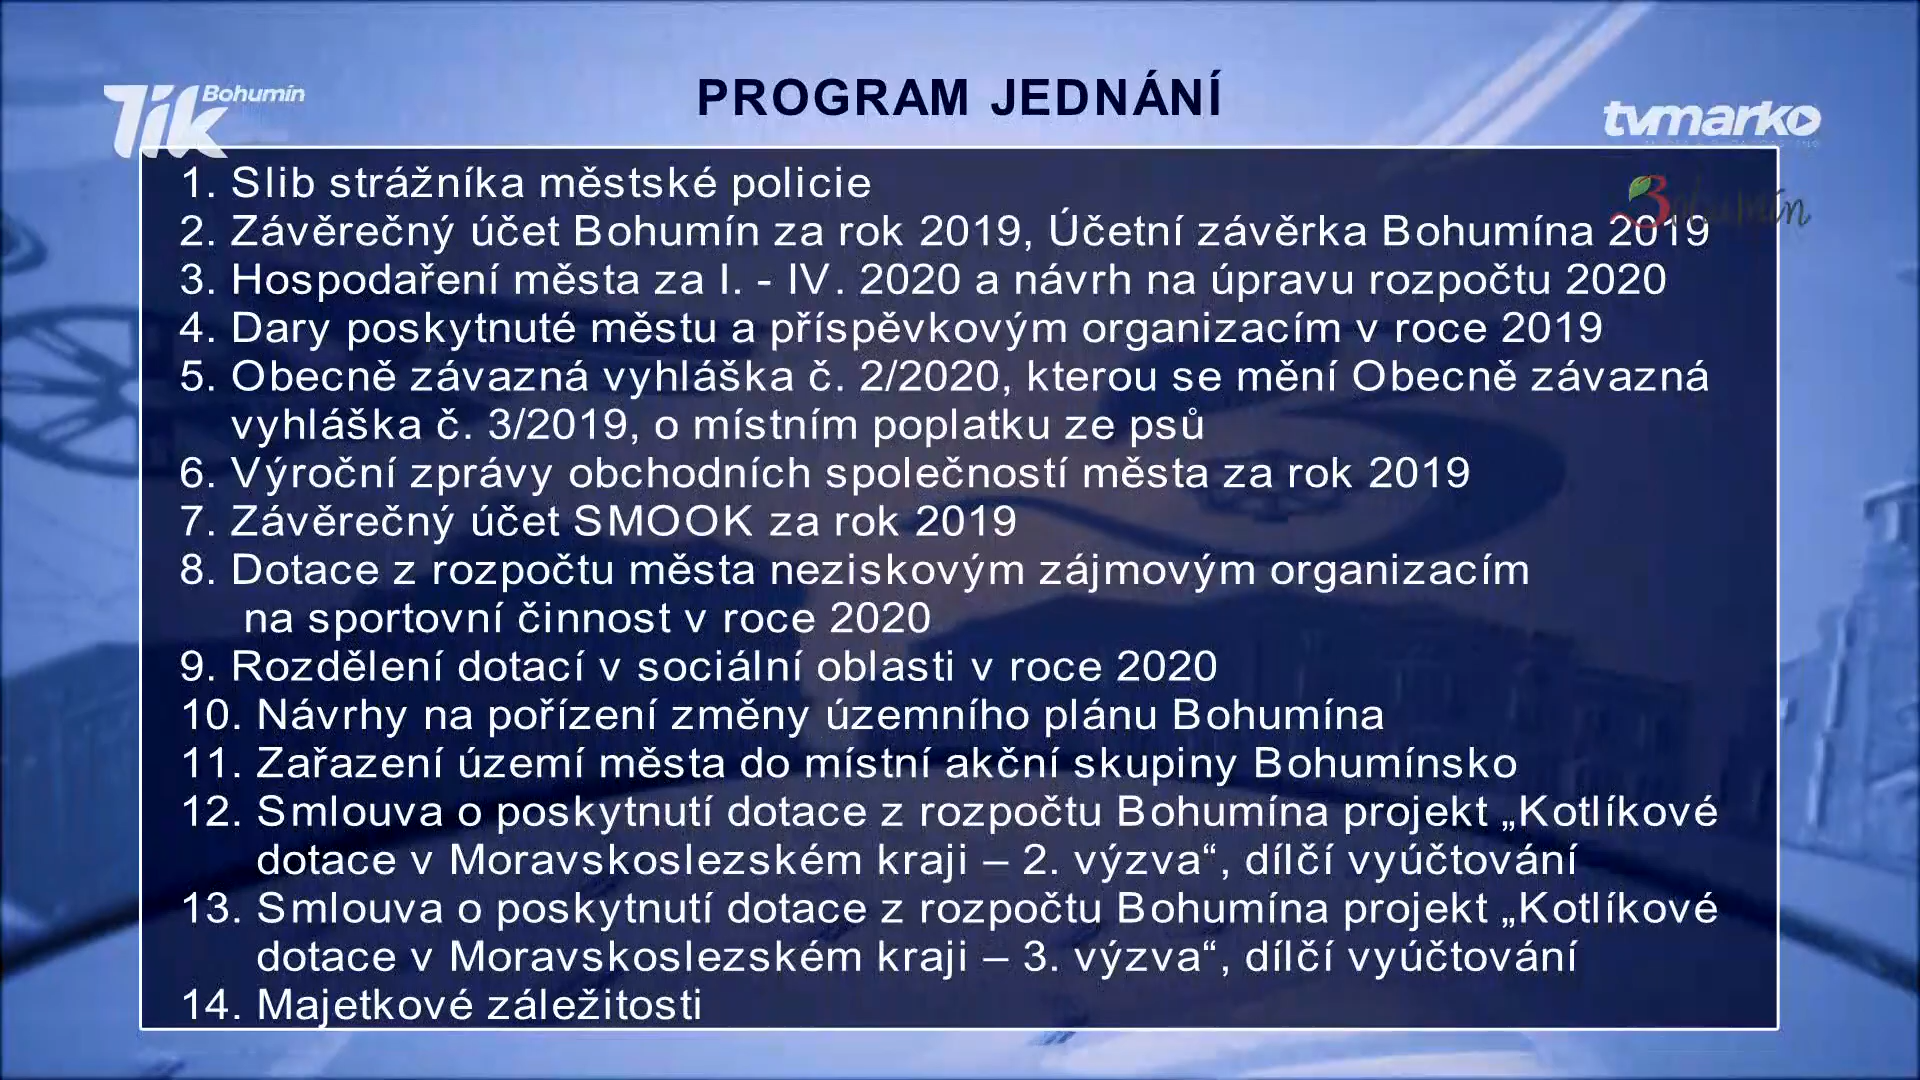 Tik Bohumín
PROGRAM JEDNÁNÍ
tvmarko
Bohumín
1. Slib strážníka městské policie
2. Závěrečný účet Bohumín za rok 2019, Účetní závěrka Bohumína 2019
3. Hospodaření města za I. - IV. 2020 a návrh na úpravu rozpočtu 2020
4. Dary poskytnuté městu a příspěvkovým organizacím v roce 2019
5. Obecně závazná vyhláška č. 2/2020, kterou se mění Obecně závazná
vyhláška č. 3/2019, o místním poplatku ze psů
6. Výroční zprávy obchodních společností města za rok 2019
7. Závěrečný účet SMOOK za rok 2019
8. Dotace z rozpočtu města neziskovým zájmovým organizacím
na sportovní činnost v roce 2020
9. Rozdělení dotací v sociální oblasti v roce 2020
10. Návrhy na pořízení změny územního plánu Bohumína
11. Zařazení území města do místní akční skupiny Bohumínsko
12. Smlouva o poskytnutí dotace z rozpočtu Bohumína projekt „Kotlíkové
dotace v Moravskoslezském kraji – 2. výzva“, dílčí vyúčtování
13. Smlouva o poskytnutí dotace z rozpočtu Bohumína projekt „Kotlíkové
dotace v Moravskoslezském kraji – 3. výzva“, dílčí vyúčtování
14. Majetkové záležitosti